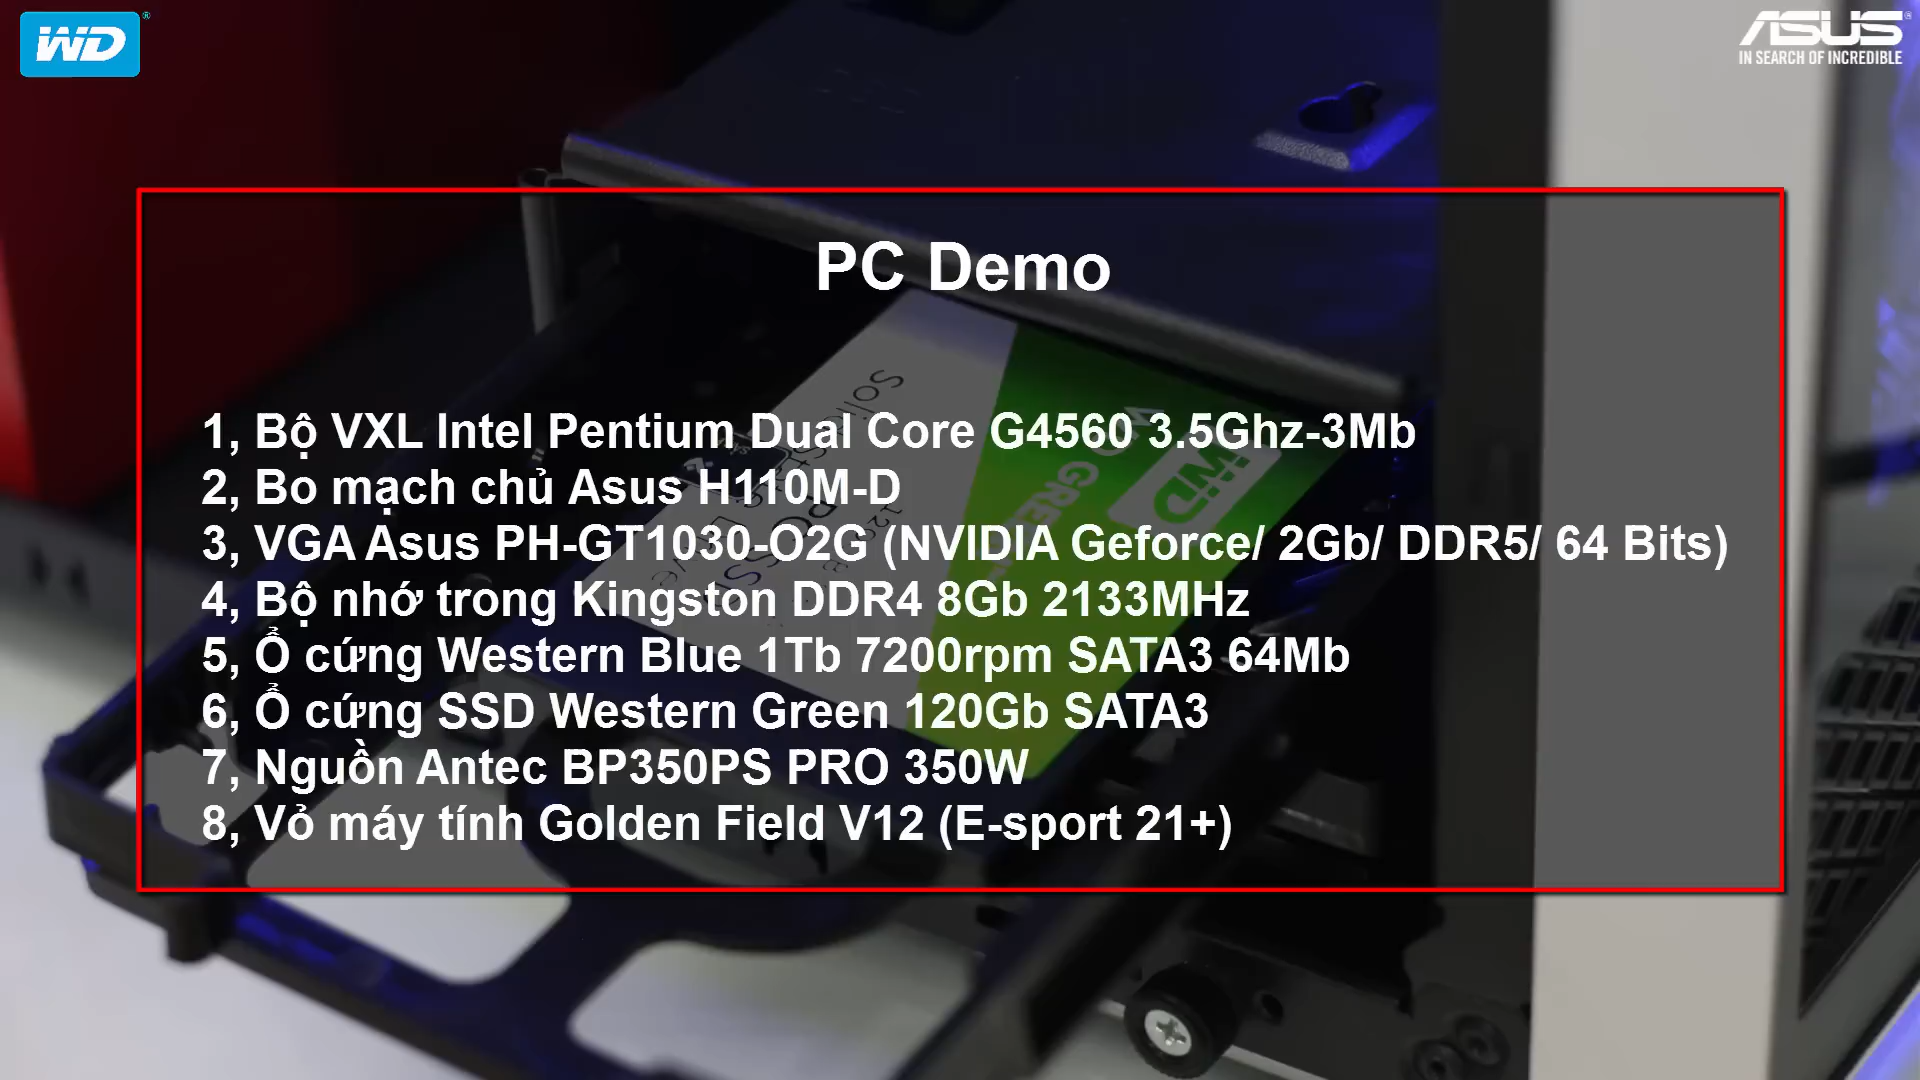 WD
ASUS
IN SEARCH OF INCREDIBLE
PC Demo
1, Bộ VXL Intel Pentium Dual Core G4560 3.5Ghz-3Mb
2, Bo mạch chủ Asus H110M-D
3, VGA Asus PH-GT1030-O2G (NVIDIA Geforce/ 2Gb/ DDR5/ 64 Bits)
4, Bộ nhớ trong Kingston DDR4 8Gb 2133MHz
5, Ổ cứng Western Blue 1Tb 7200rpm SATA3 64Mb
6, Ổ cứng SSD Western Green 120Gb SATA3
7, Nguồn Antec BP350PS PRO 350W
8, Vỏ máy tính Golden Field V12 (E-sport 21+)